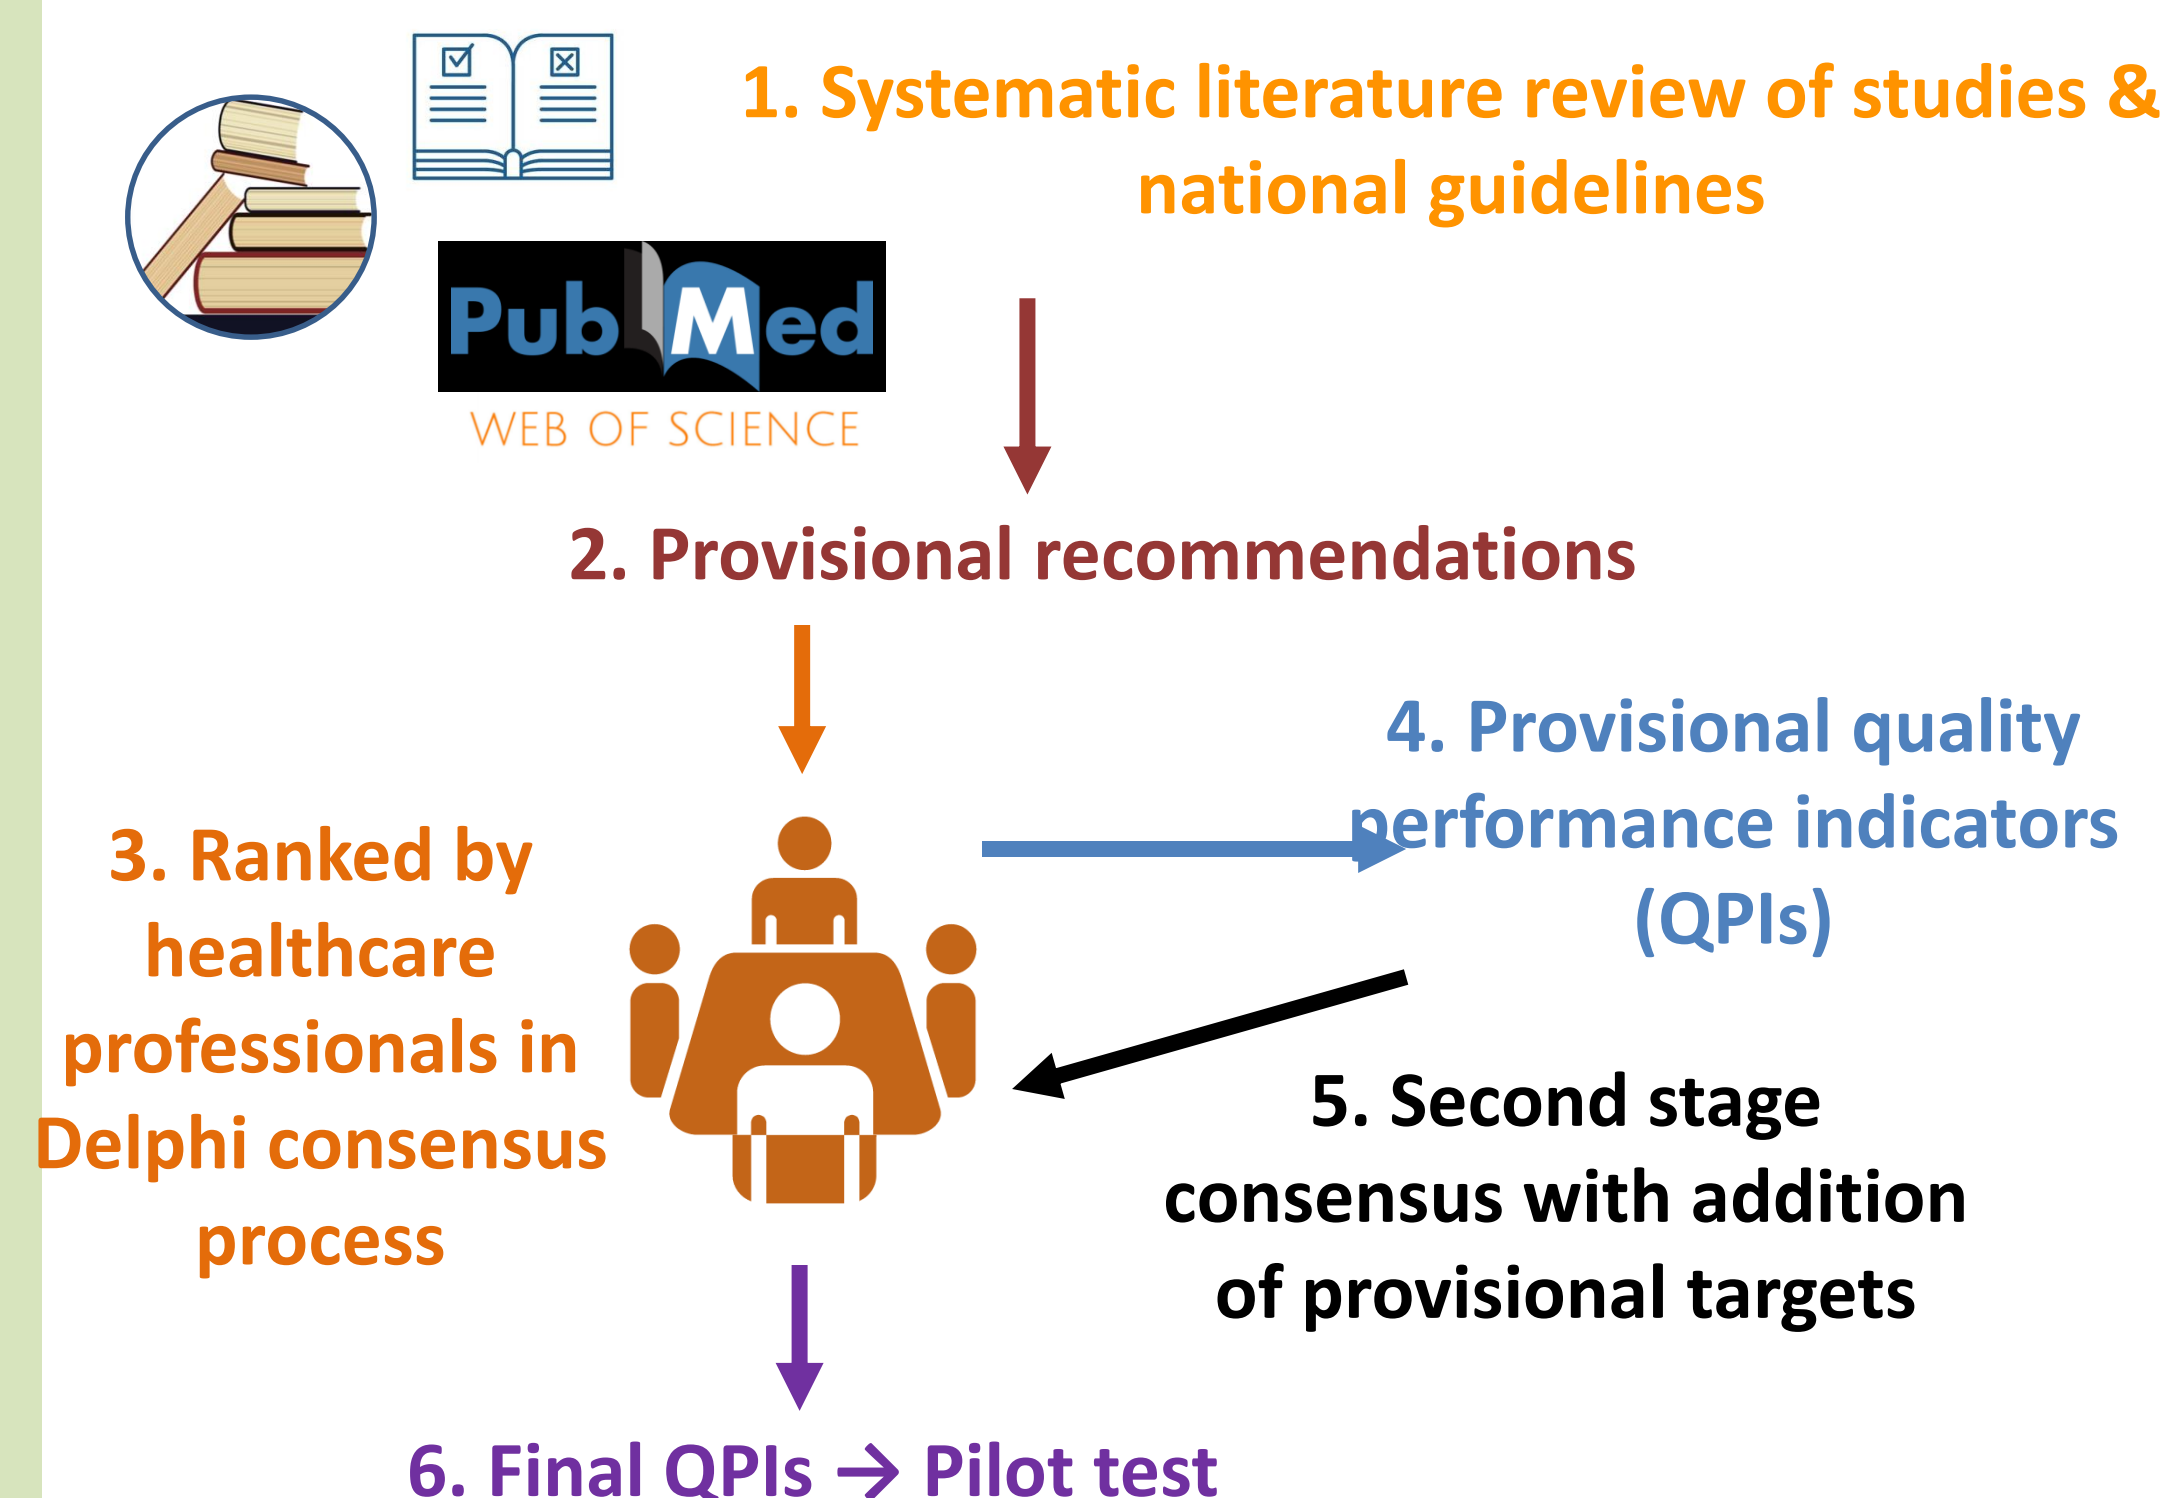 1. Systematic literature review of studies &
national guidelines
PubMed
WEB OF SCIENCE
2. Provisional recommendations
3. Ranked by
healthcare
professionals in
Delphi consensus
process
4. Provisional quality
performance indicators
(QPIs)
5. Second stage
consensus with addition
of provisional targets
6. Final QPIs → Pilot test